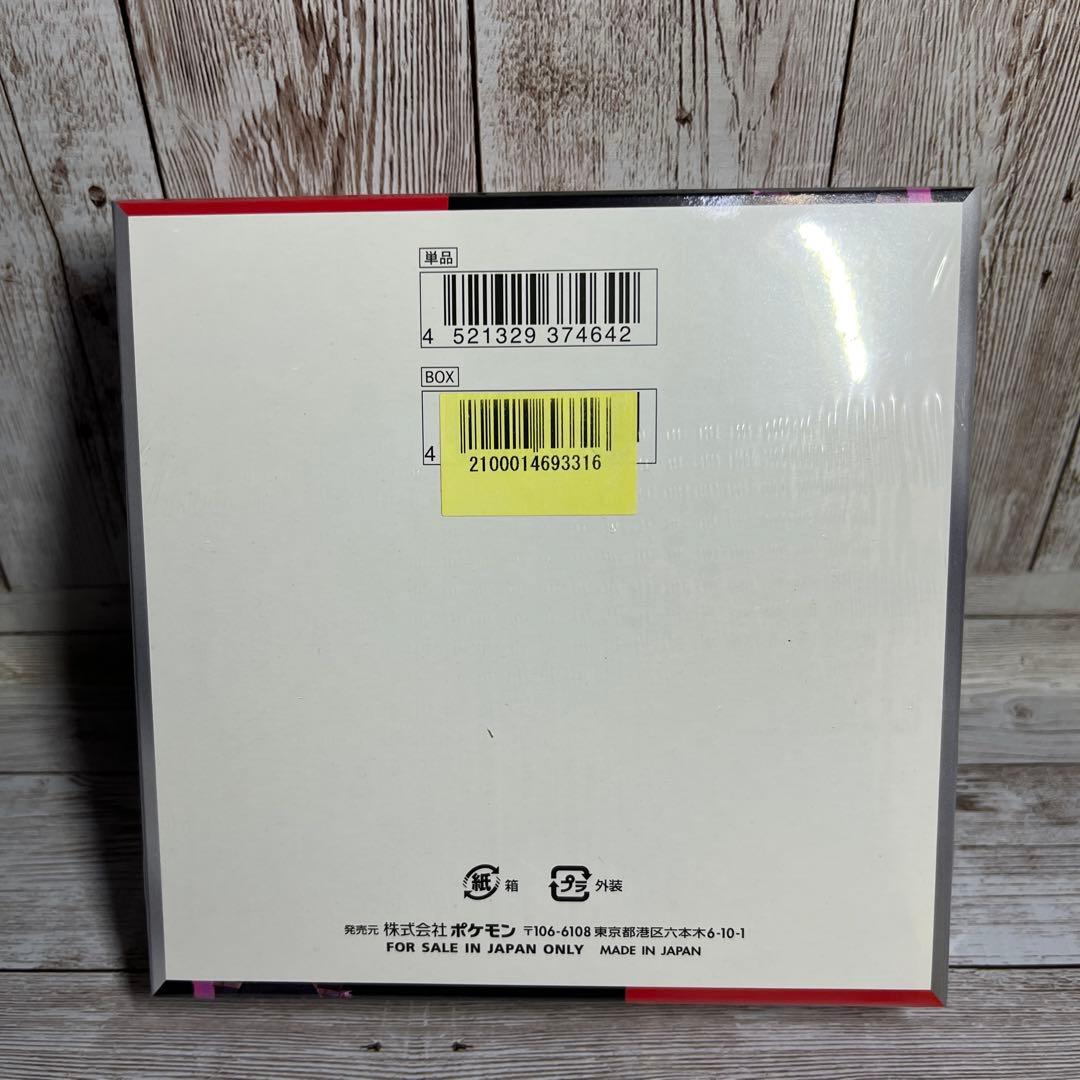 単品
4 521329 374642
BOX
4
2100014693316
紙 箱 プラ 外装
発売元 株式会社 ポケモン 〒106-6108 東京都港区六本木6-10-1
FOR SALE IN JAPAN ONLY MADE IN JAPAN